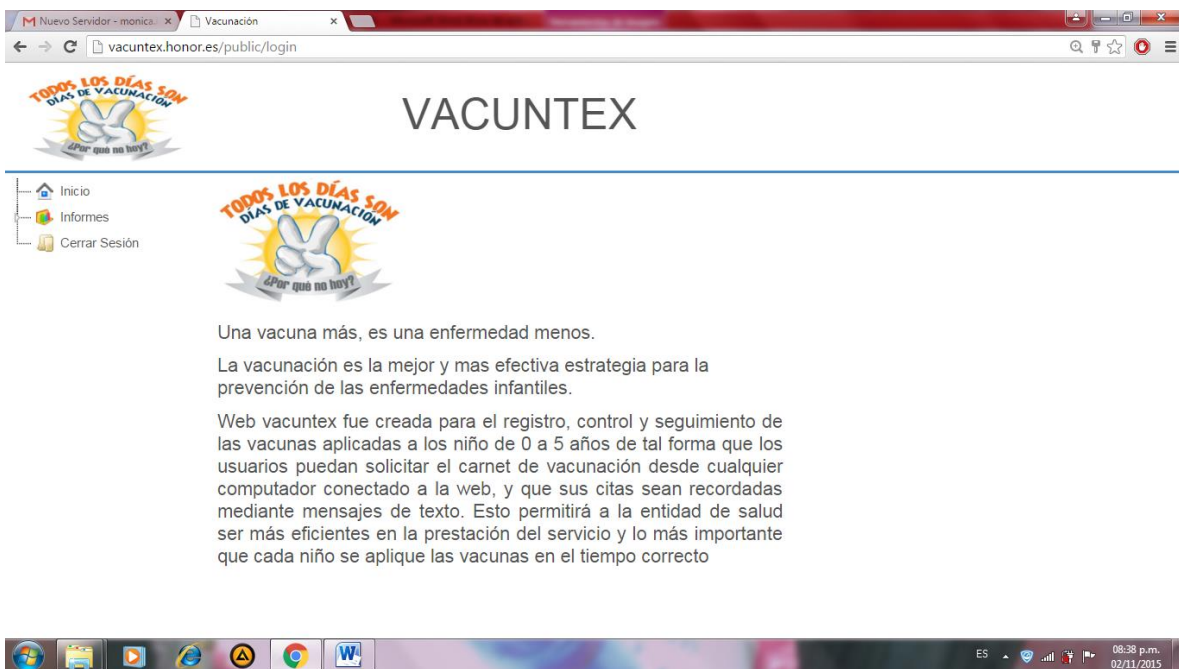 Nuevo Servidor - monica.
Vacunación
vacuntex.honor.es/public/login
TODOS LOS DÍAS SON
DÍAS DE VACUNACIÓN
¿Por qué no hoy?
VACUNTEX
Inicio
Informes
Cerrar Sesión
TODOS LOS DÍAS SON
DÍAS DE VACUNACIÓN
¿Por qué no hoy?
Una vacuna más, es una enfermedad menos.
La vacunación es la mejor y mas efectiva estrategia para la
prevención de las enfermedades infantiles.
Web vacuntex fue creada para el registro, control y seguimiento de
las vacunas aplicadas a los niño de 0 a 5 años de tal forma que los
usuarios puedan solicitar el carnet de vacunación desde cualquier
computador conectado a la web, y que sus citas sean recordadas
mediante mensajes de texto. Esto permitirá a la entidad de salud
ser más eficientes en la prestación del servicio y lo más importante
que cada niño se aplique las vacunas en el tiempo correcto
ES
08:38 p.m.
02/11/2015